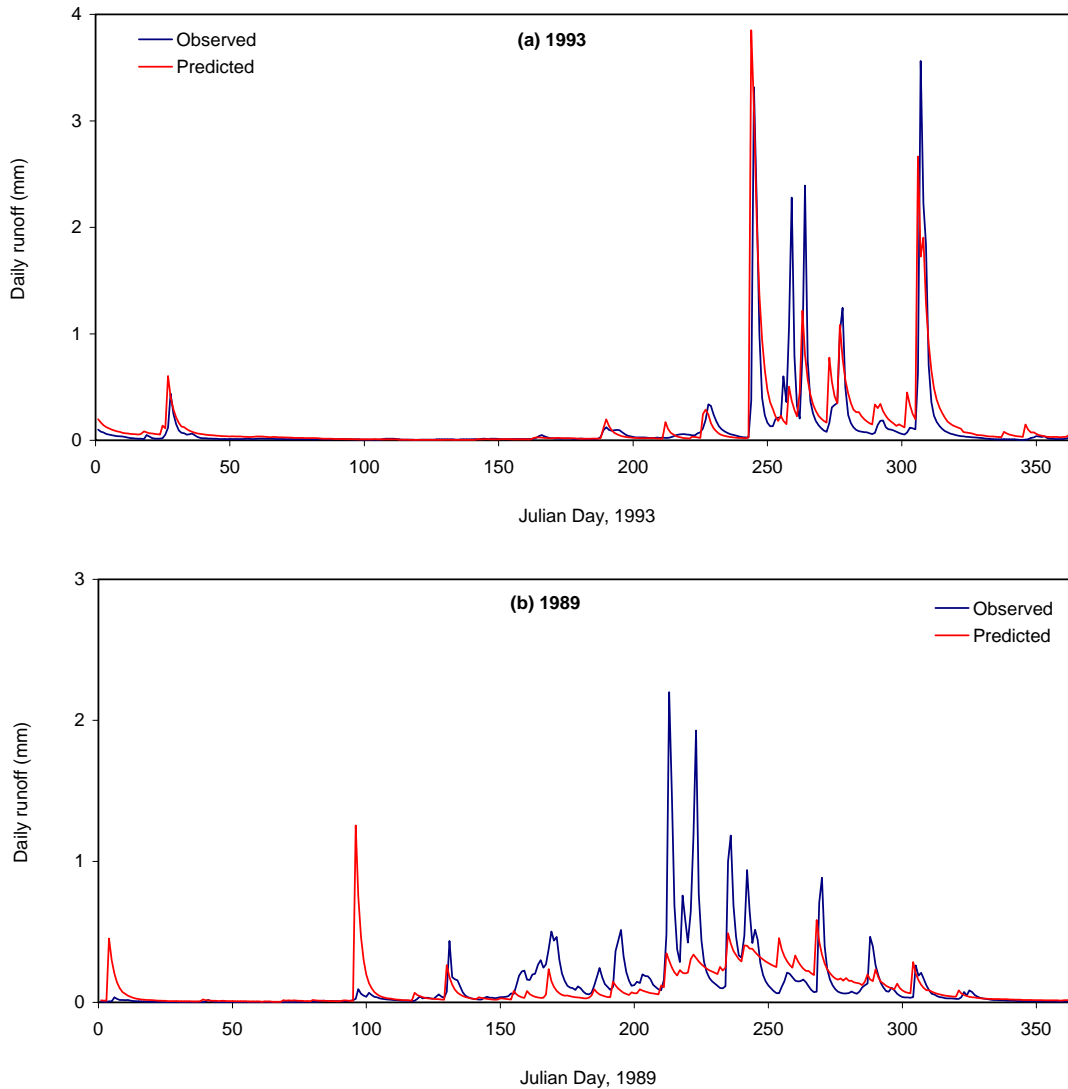 (a) 1993
Observed
Predicted
4
3
2
1
0
Daily runoff (mm)
0 50 100 150 200 250 300 350
Julian Day, 1993
(b) 1989
Observed
Predicted
3
2
1
0
Daily runoff (mm)
0 50 100 150 200 250 300 350
Julian Day, 1989